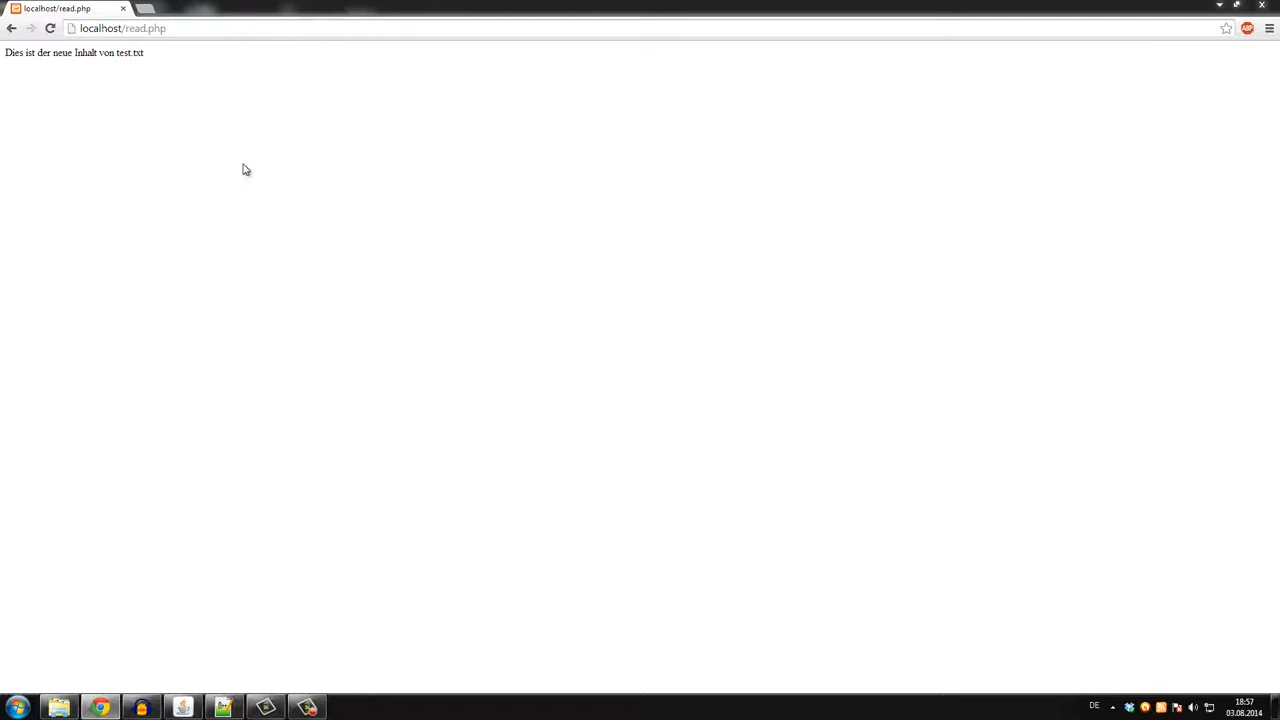 localhost/read.php
localhost/read.php
ABP
Dies ist der neue Inhalt von test.txt
DE
18:57
03.08.2014